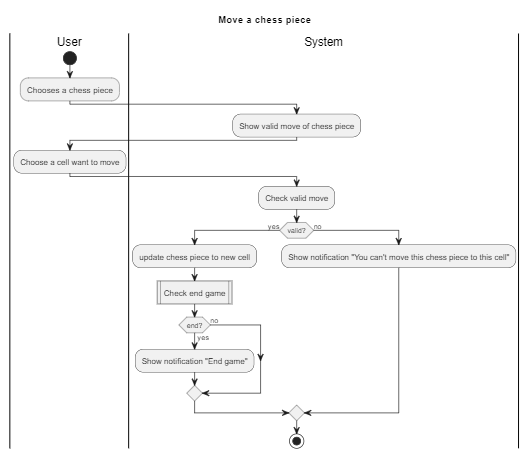 Move a chess piece
User
System
Chooses a chess piece
Show valid move of chess piece
Choose a cell want to move
Check valid move
yes
valid?
no
update chess piece to new cell
Show notification "You can't move this chess piece to this cell"
Check end game
end?
no
yes
Show notification "End game"